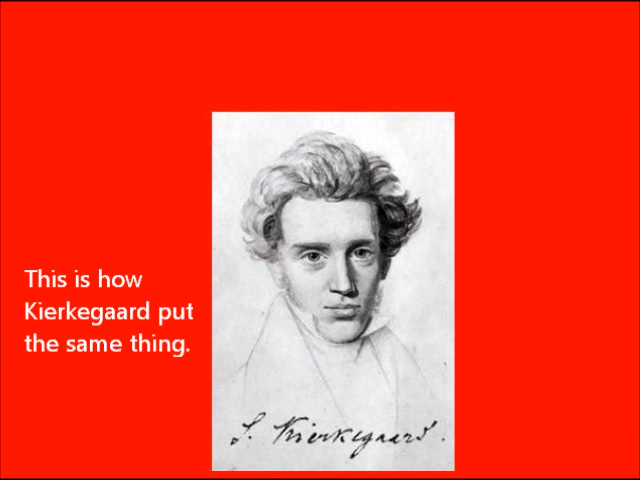 This is how
Kierkegaard put
the same thing.
S. Kierkegaard.